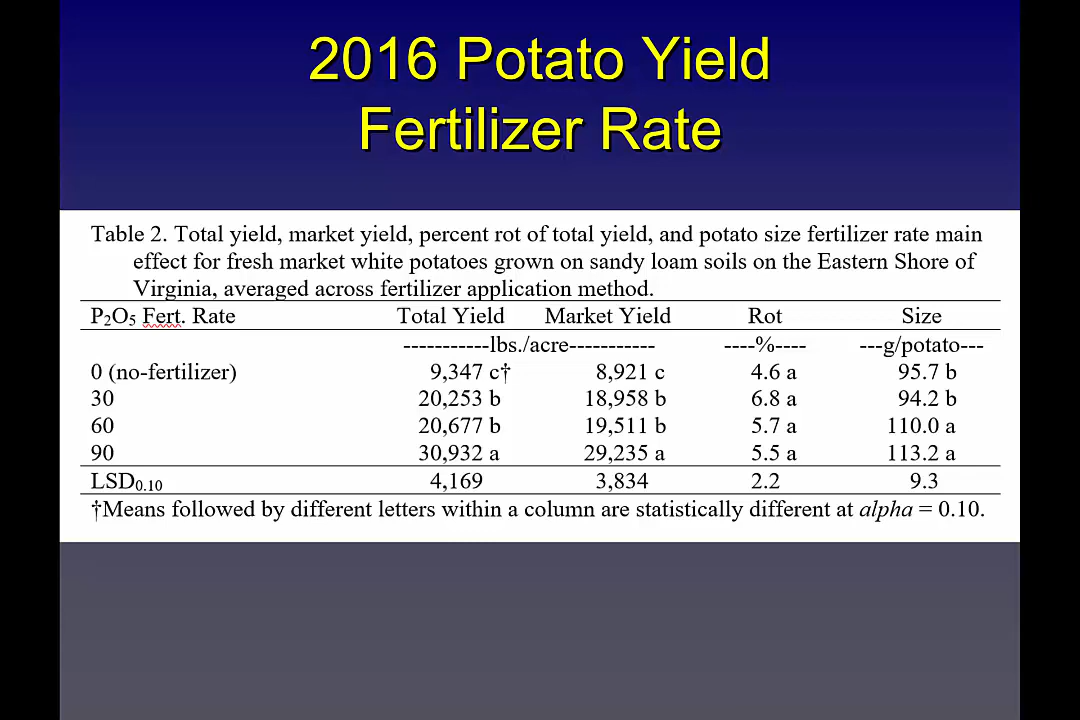 2016 Potato Yield
Fertilizer Rate
Table 2. Total yield, market yield, percent rot of total yield, and potato size fertilizer rate main
effect for fresh market white potatoes grown on sandy loam soils on the Eastern Shore of
Virginia, averaged across fertilizer application method.
P₂O₅ Fert. Rate Total Yield Market Yield Rot Size
-----------lbs./acre----------- ----%---- ---g/potato---
0 (no-fertilizer) 9,347 c† 8,921 c 4.6 a 95.7 b
30 20,253 b 18,958 b 6.8 a 94.2 b
60 20,677 b 19,511 b 5.7 a 110.0 a
90 30,932 a 29,235 a 5.5 a 113.2 a
LSD₀.₁₀ 4,169 3,834 2.2 9.3
†Means followed by different letters within a column are statistically different at alpha = 0.10.